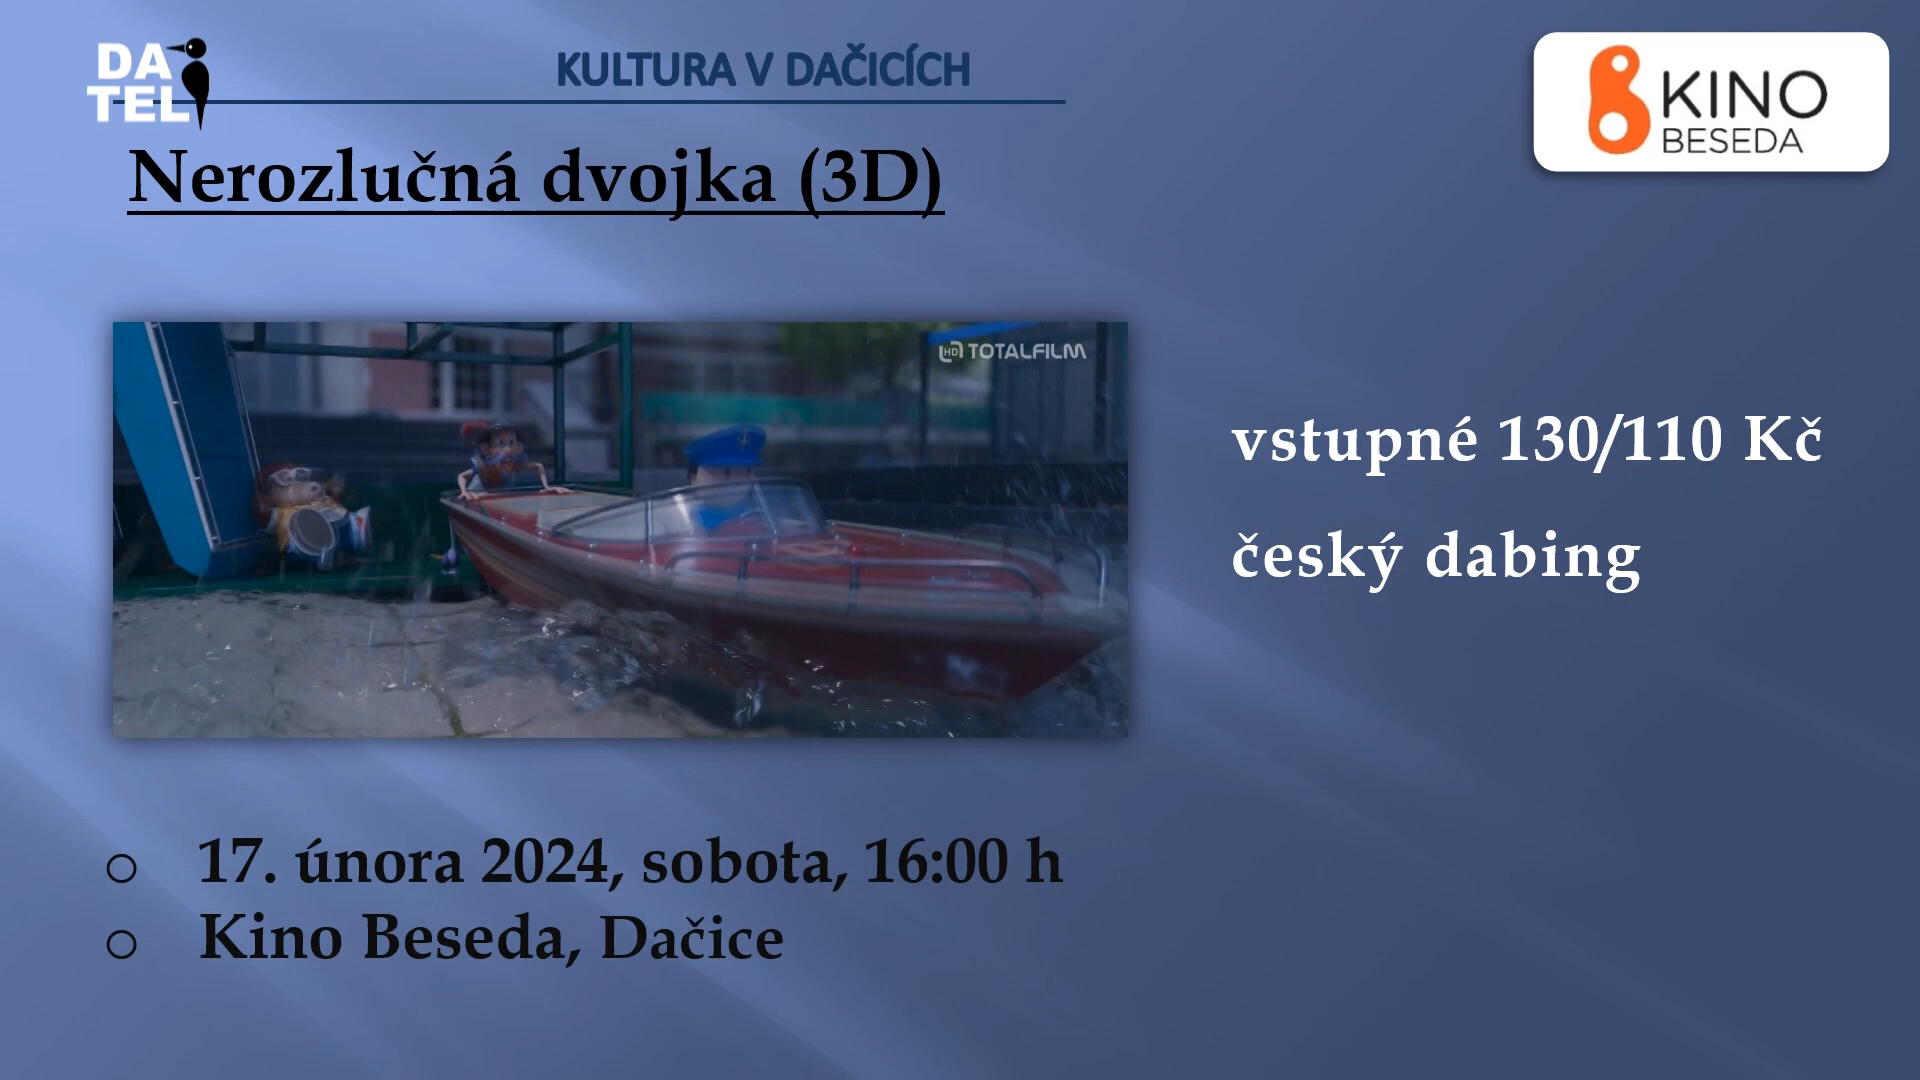 DATEL
KULTURA V DAČICÍCH
KINO
BESEDA
Nerozlučná dvojka (3D)
HD TOTALFILM
vstupné 130/110 Kč
český dabing
o 17. února 2024, sobota, 16:00 h
o Kino Beseda, Dačice